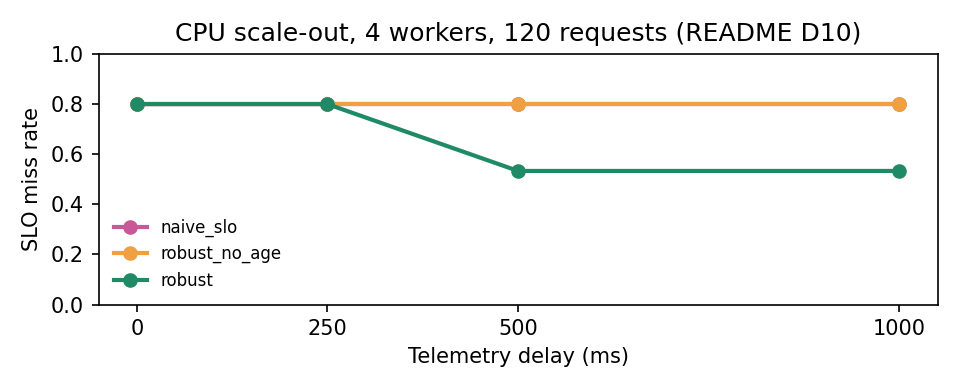 CPU scale-out, 4 workers, 120 requests (README D10)
1.0
0.8
0.6
0.4
0.2
0.0
SLO miss rate
naive_slo
robust_no_age
robust
0 250 500 1000
Telemetry delay (ms)